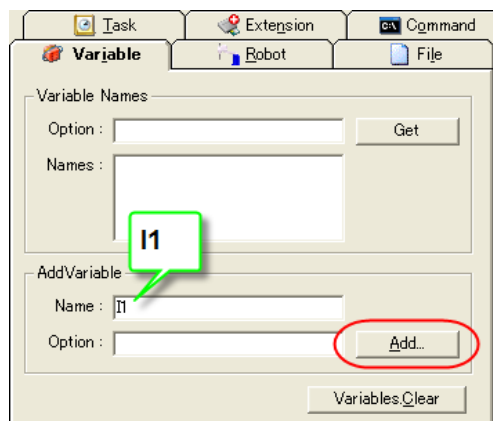 Task
Extension
Command
Variable
Robot
File
Variable Names
Option :
Get
Names :
I1
AddVariable
Name : I1
Option :
Add...
Variables.Clear